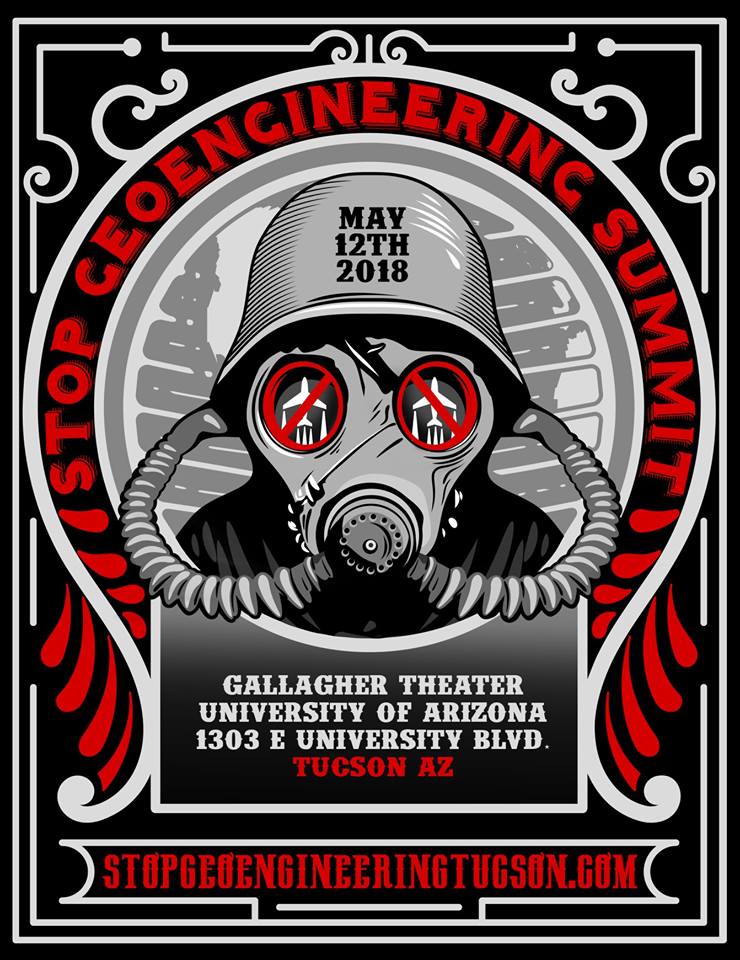 STOP GEOENGINEERING SUMMIT
MAY
12TH
2018
GALLAGHER THEATER
UNIVERSITY OF ARIZONA
1303 E UNIVERSITY BLVD.
TUCSON AZ
STOPGEOENGINEERINGTUCSON.COM